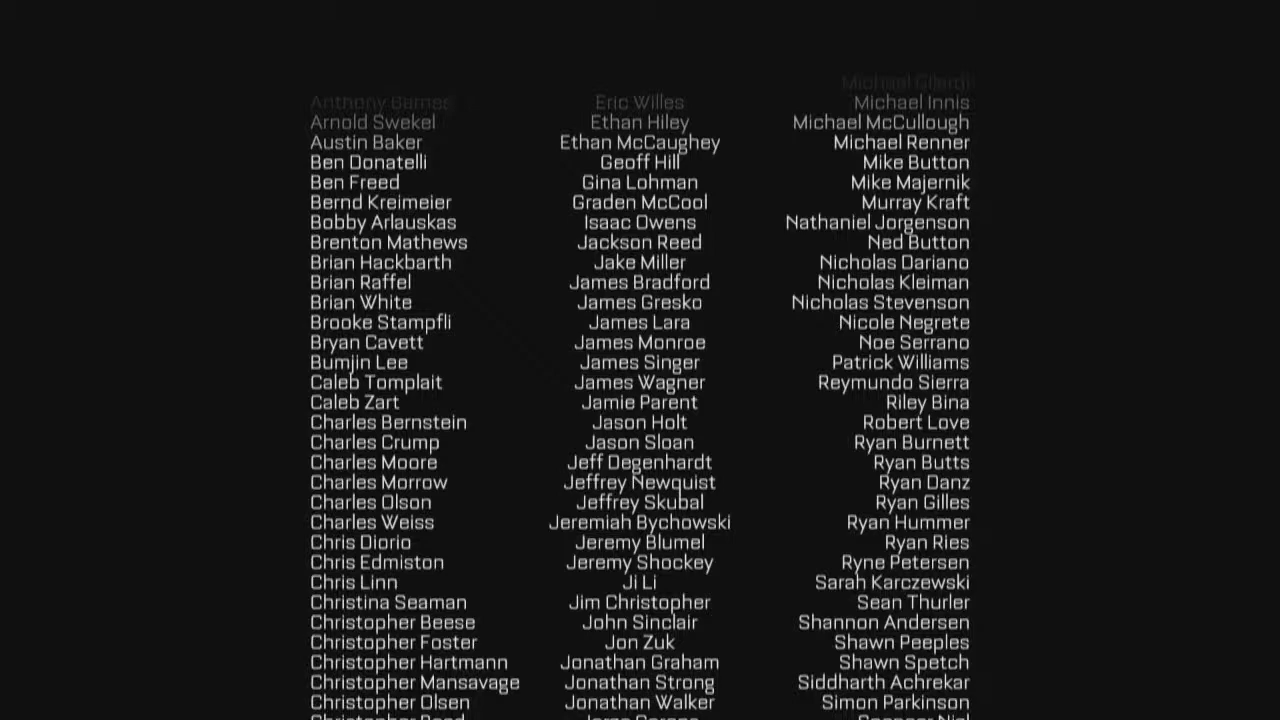 Anthony Barnes
Arnold Swekel
Austin Baker
Ben Donatelli
Ben Freed
Bernd Kreimeier
Bobby Arlauskas
Brenton Mathews
Brian Hackbarth
Brian Raffel
Brian White
Brooke Stampfli
Bryan Cavett
Bumjin Lee
Caleb Tomplait
Caleb Zart
Charles Bernstein
Charles Crump
Charles Moore
Charles Morrow
Charles Olson
Charles Weiss
Chris Diorio
Chris Edmiston
Chris Linn
Christina Seaman
Christopher Beese
Christopher Foster
Christopher Hartmann
Christopher Mansavage
Christopher Olsen
Christopher
Eric Willes
Ethan Hiley
Ethan McCaughey
Geoff Hill
Gina Lohman
Graden McCool
Isaac Owens
Jackson Reed
Jake Miller
James Bradford
James Gresko
James Lara
James Monroe
James Singer
James Wagner
Jamie Parent
Jason Holt
Jason Sloan
Jeff Degenhardt
Jeffrey Newquist
Jeffrey Skubal
Jeremiah Bychowski
Jeremy Blumel
Jeremy Shockey
Ji Li
Jim Christopher
John Sinclair
Jon Zuk
Jonathan Graham
Jonathan Strong
Jonathan Walker
Michael
Michael Innis
Michael McCullough
Michael Renner
Mike Button
Mike Majernik
Murray Kraft
Nathaniel Jorgenson
Ned Button
Nicholas Dariano
Nicholas Kleiman
Nicholas Stevenson
Nicole Negrete
Noe Serrano
Patrick Williams
Reymundo Sierra
Riley Bina
Robert Love
Ryan Burnett
Ryan Butts
Ryan Danz
Ryan Gilles
Ryan Hummer
Ryan Ries
Ryne Petersen
Sarah Karczewski
Sean Thurler
Shannon Andersen
Shawn Peeples
Shawn Spetch
Siddharth Achrekar
Simon Parkinson